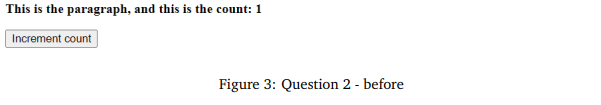 This is the paragraph, and this is the count: 1
Increment count
Figure 3: Question 2 - before